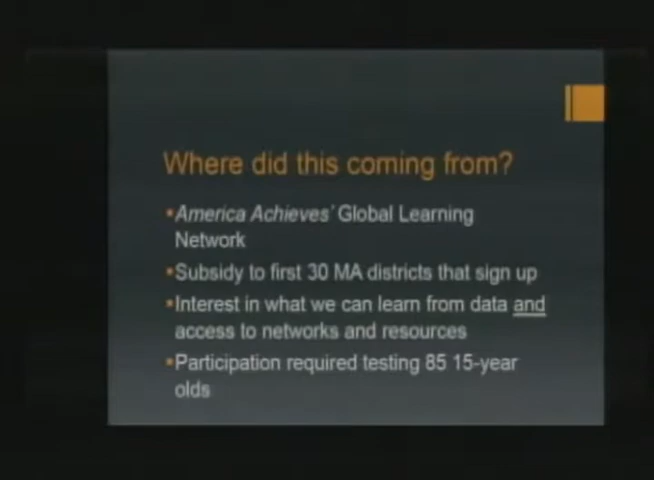 Where did this coming from?
▪America Achieves' Global Learning
Network
▪Subsidy to first 30 MA districts that sign up
▪Interest in what we can learn from data and
access to networks and resources
▪Participation required testing 85 15-year
olds